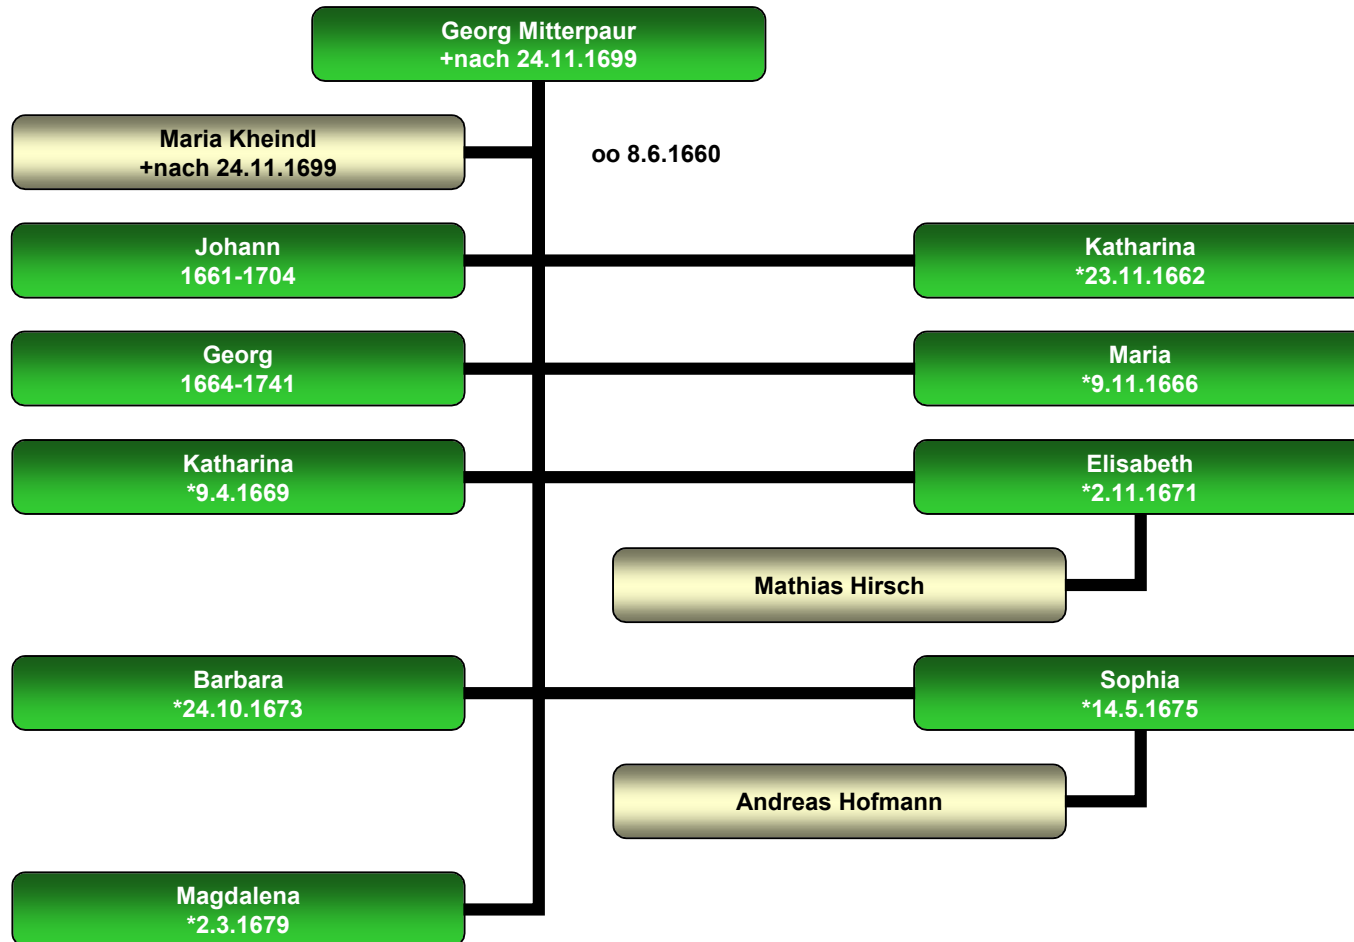 Georg Mitterpaur
+nach 24.11.1699
Maria Kheindl
+nach 24.11.1699
oo 8.6.1660
Johann
1661-1704
Katharina
*23.11.1662
Georg
1664-1741
Maria
*9.11.1666
Katharina
*9.4.1669
Elisabeth
*2.11.1671
Mathias Hirsch
Barbara
*24.10.1673
Sophia
*14.5.1675
Andreas Hofmann
Magdalena
*2.3.1679